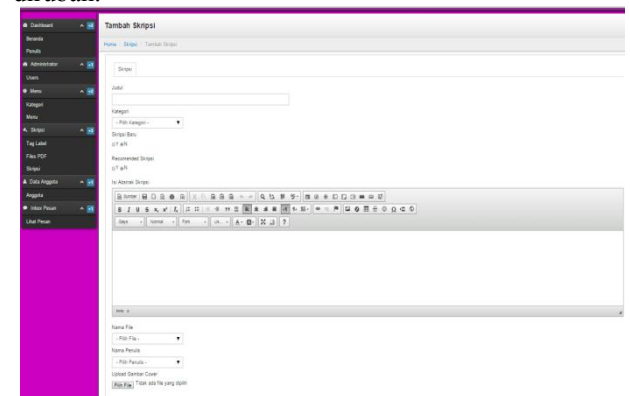 Dashboard
Beranda
Penulis
Administrator
Users
Menu
Kategori
Menu
Skripsi
Tag Label
Files PDF
Skripsi
Data Anggota
Anggota
Inbox Pesan
Lihat Pesan
Tambah Skripsi
Home / Skripsi / Tambah Skripsi
Skripsi
Judul
Kategori
- Pilih Kategori -
Skripsi Baru
Y N
Recomended Skripsi
Y N
Isi Abstrak Skripsi
Sumber
B I U S
Gaya Normal Font
Nama File
- Pilih File -
Nama Penulis
- Pilih Penulis -
Upload Gambar Cover
Pilih File Tidak ada file yang dipilih